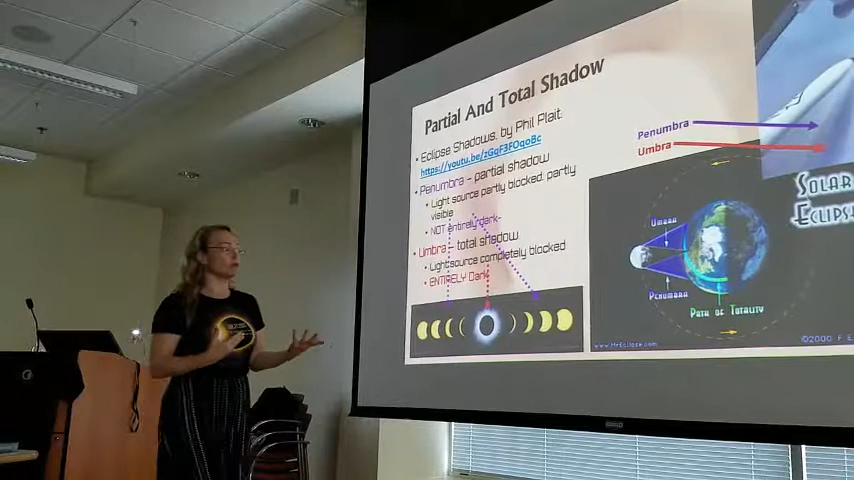 Partial And Total Shadow
Eclipse Shadows. by Phil Plait.
https://youtu.be/zGqF3FOqoBc
Penumbra - partial shadow
Light source partly blocked, partly
visible
NOT entirely dark
Umbra - total shadow
Light source completely blocked
ENTIRELY Dark
Penumbra
Umbra
Solar
Eclipse
Umbra
Penumbra
Path of Totality
www.MrEclipse.com
©2000 F E